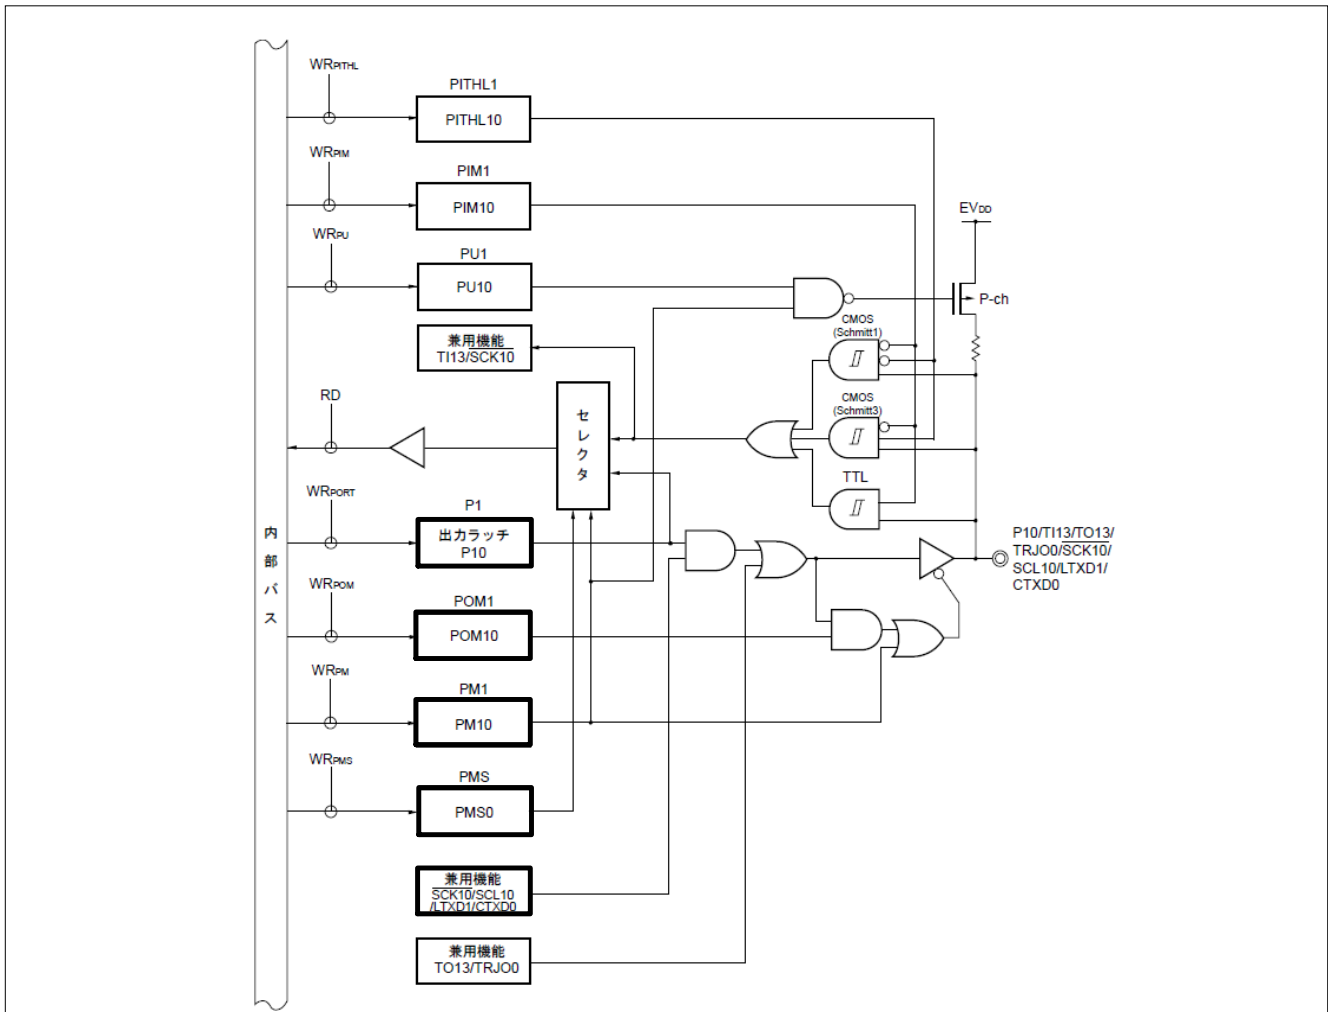 WRPITHL
PITHL1
PITHL10
WRPIM
PIM1
PIM10
WRPU
PU1
PU10
EVDD
P-ch
兼用機能
TI13/SCK10
CMOS
(Schmitt1)
RD
セレクタ
CMOS
(Schmitt3)
TTL
WRPORT
P1
出力ラッチ
P10
内部バス
P10/TI13/TO13/
TRJO0/SCK10/
SCL10/LTXD1/
CTXD0
WRPOM
POM1
POM10
WRPM
PM1
PM10
WRPMS
PMS
PMS0
兼用機能
SCK10/SCL10
/LTXD1/CTXD0
兼用機能
TO13/TRJO0